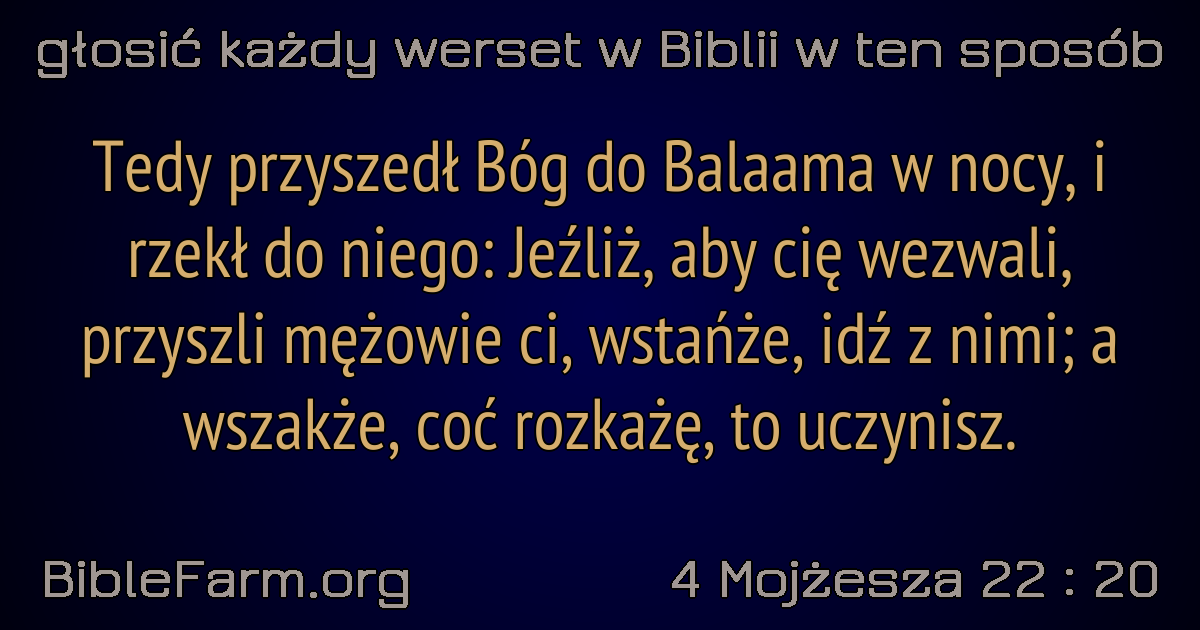 głosić każdy werset w Biblii w ten sposób
Tedy przyszedł Bóg do Balaama w nocy, i
rzekł do niego: Jeźliż, aby cię wezwali,
przyszli mężowie ci, wstańże, idź z nimi; a
wszakże, coć rozkażę, to uczynisz.
BibleFarm.org
4 Mojżesza 22 : 20